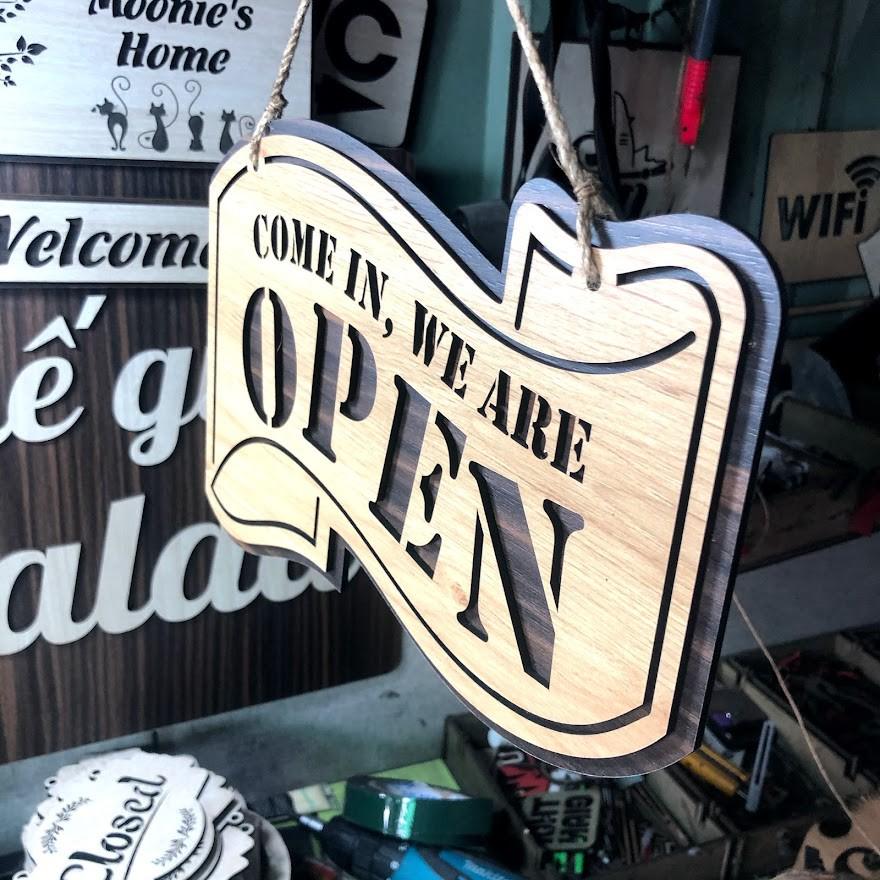 Moonie's
Home
Welcome
COME IN, WE ARE
OPEN
WIFI
Closed